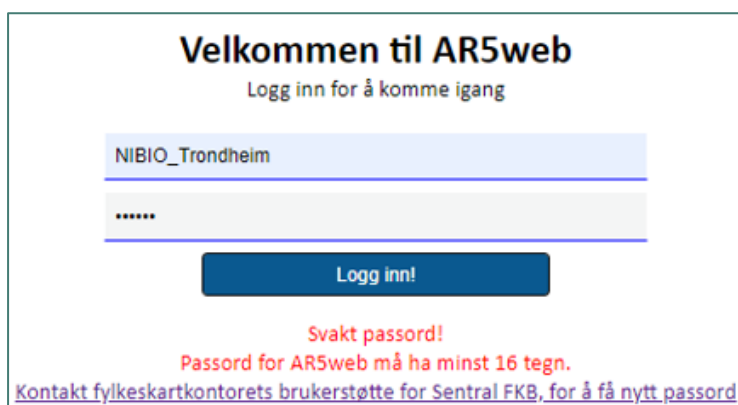 Velkommen til AR5web
Logg inn for å komme igang
NIBIO_Trondheim
••••••
Logg inn!
Svakt passord!
Passord for AR5web må ha minst 16 tegn.
Kontakt fylkeskartkontorets brukerstøtte for Sentral FKB, for å få nytt passord